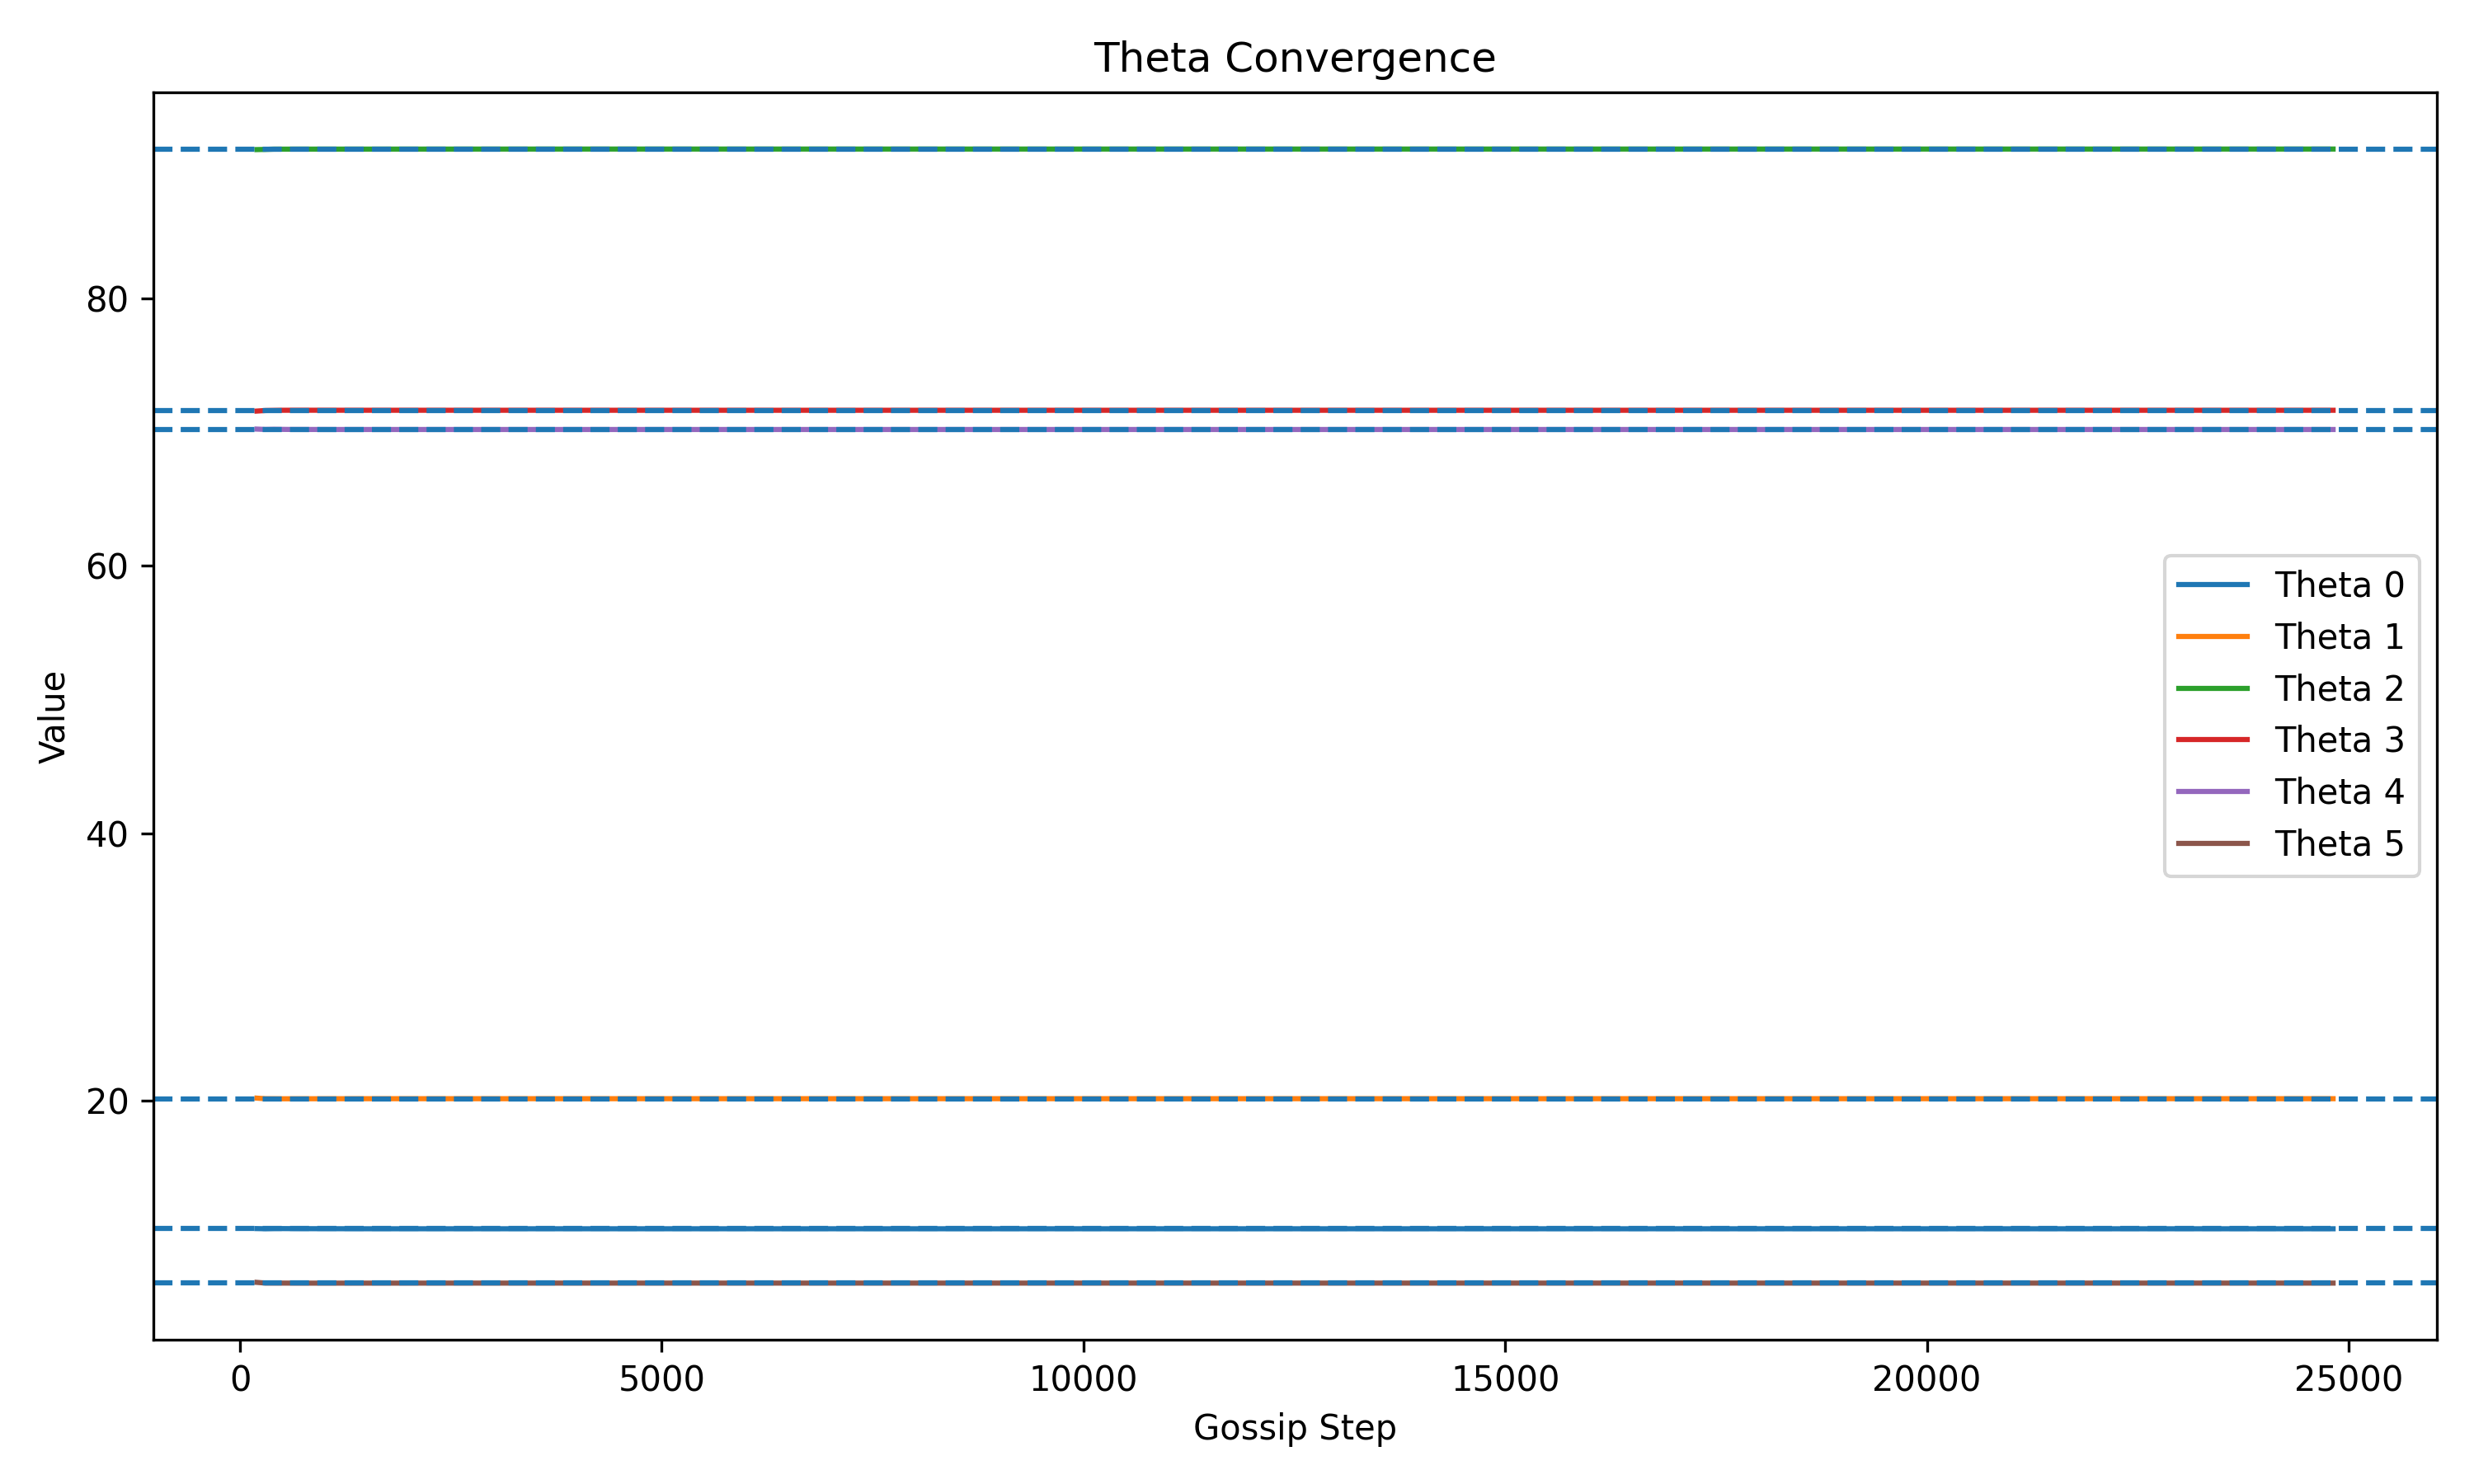 Theta Convergence
80
60
40
20
Value
Theta 0
Theta 1
Theta 2
Theta 3
Theta 4
Theta 5
0 5000 10000 15000 20000 25000
Gossip Step